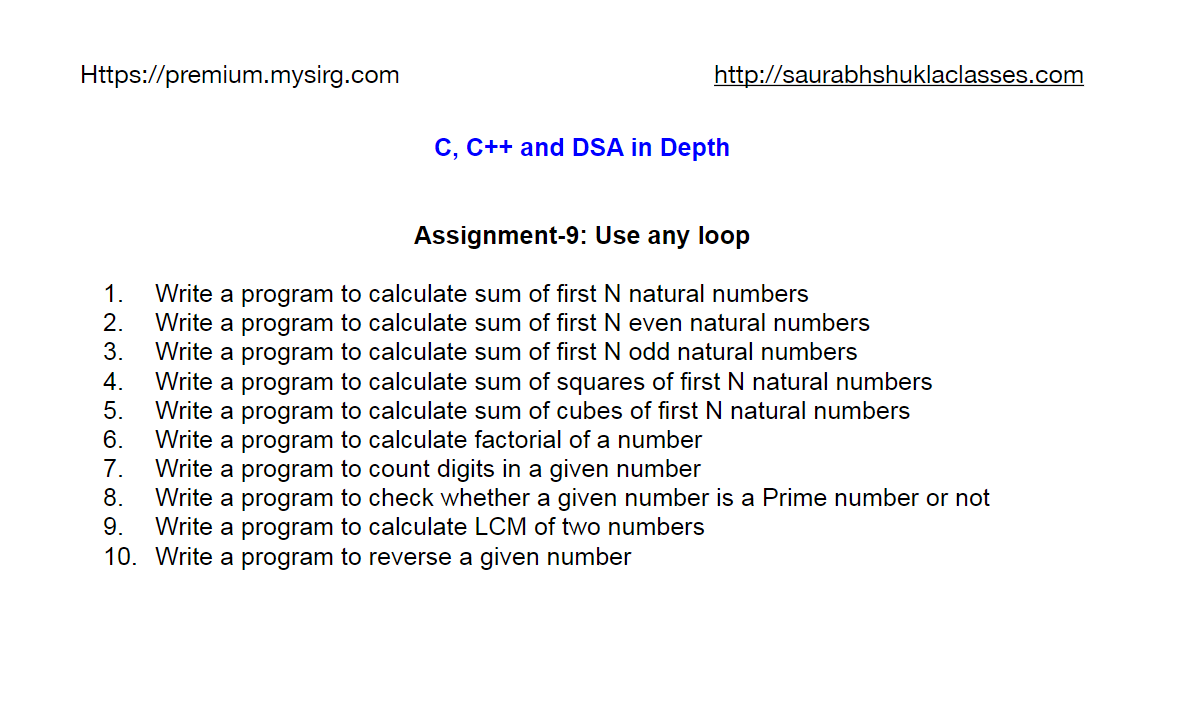 Https://premium.mysirg.com http://saurabhshuklaclasses.com
C, C++ and DSA in Depth
Assignment-9: Use any loop
1. Write a program to calculate sum of first N natural numbers
2. Write a program to calculate sum of first N even natural numbers
3. Write a program to calculate sum of first N odd natural numbers
4. Write a program to calculate sum of squares of first N natural numbers
5. Write a program to calculate sum of cubes of first N natural numbers
6. Write a program to calculate factorial of a number
7. Write a program to count digits in a given number
8. Write a program to check whether a given number is a Prime number or not
9. Write a program to calculate LCM of two numbers
10. Write a program to reverse a given number